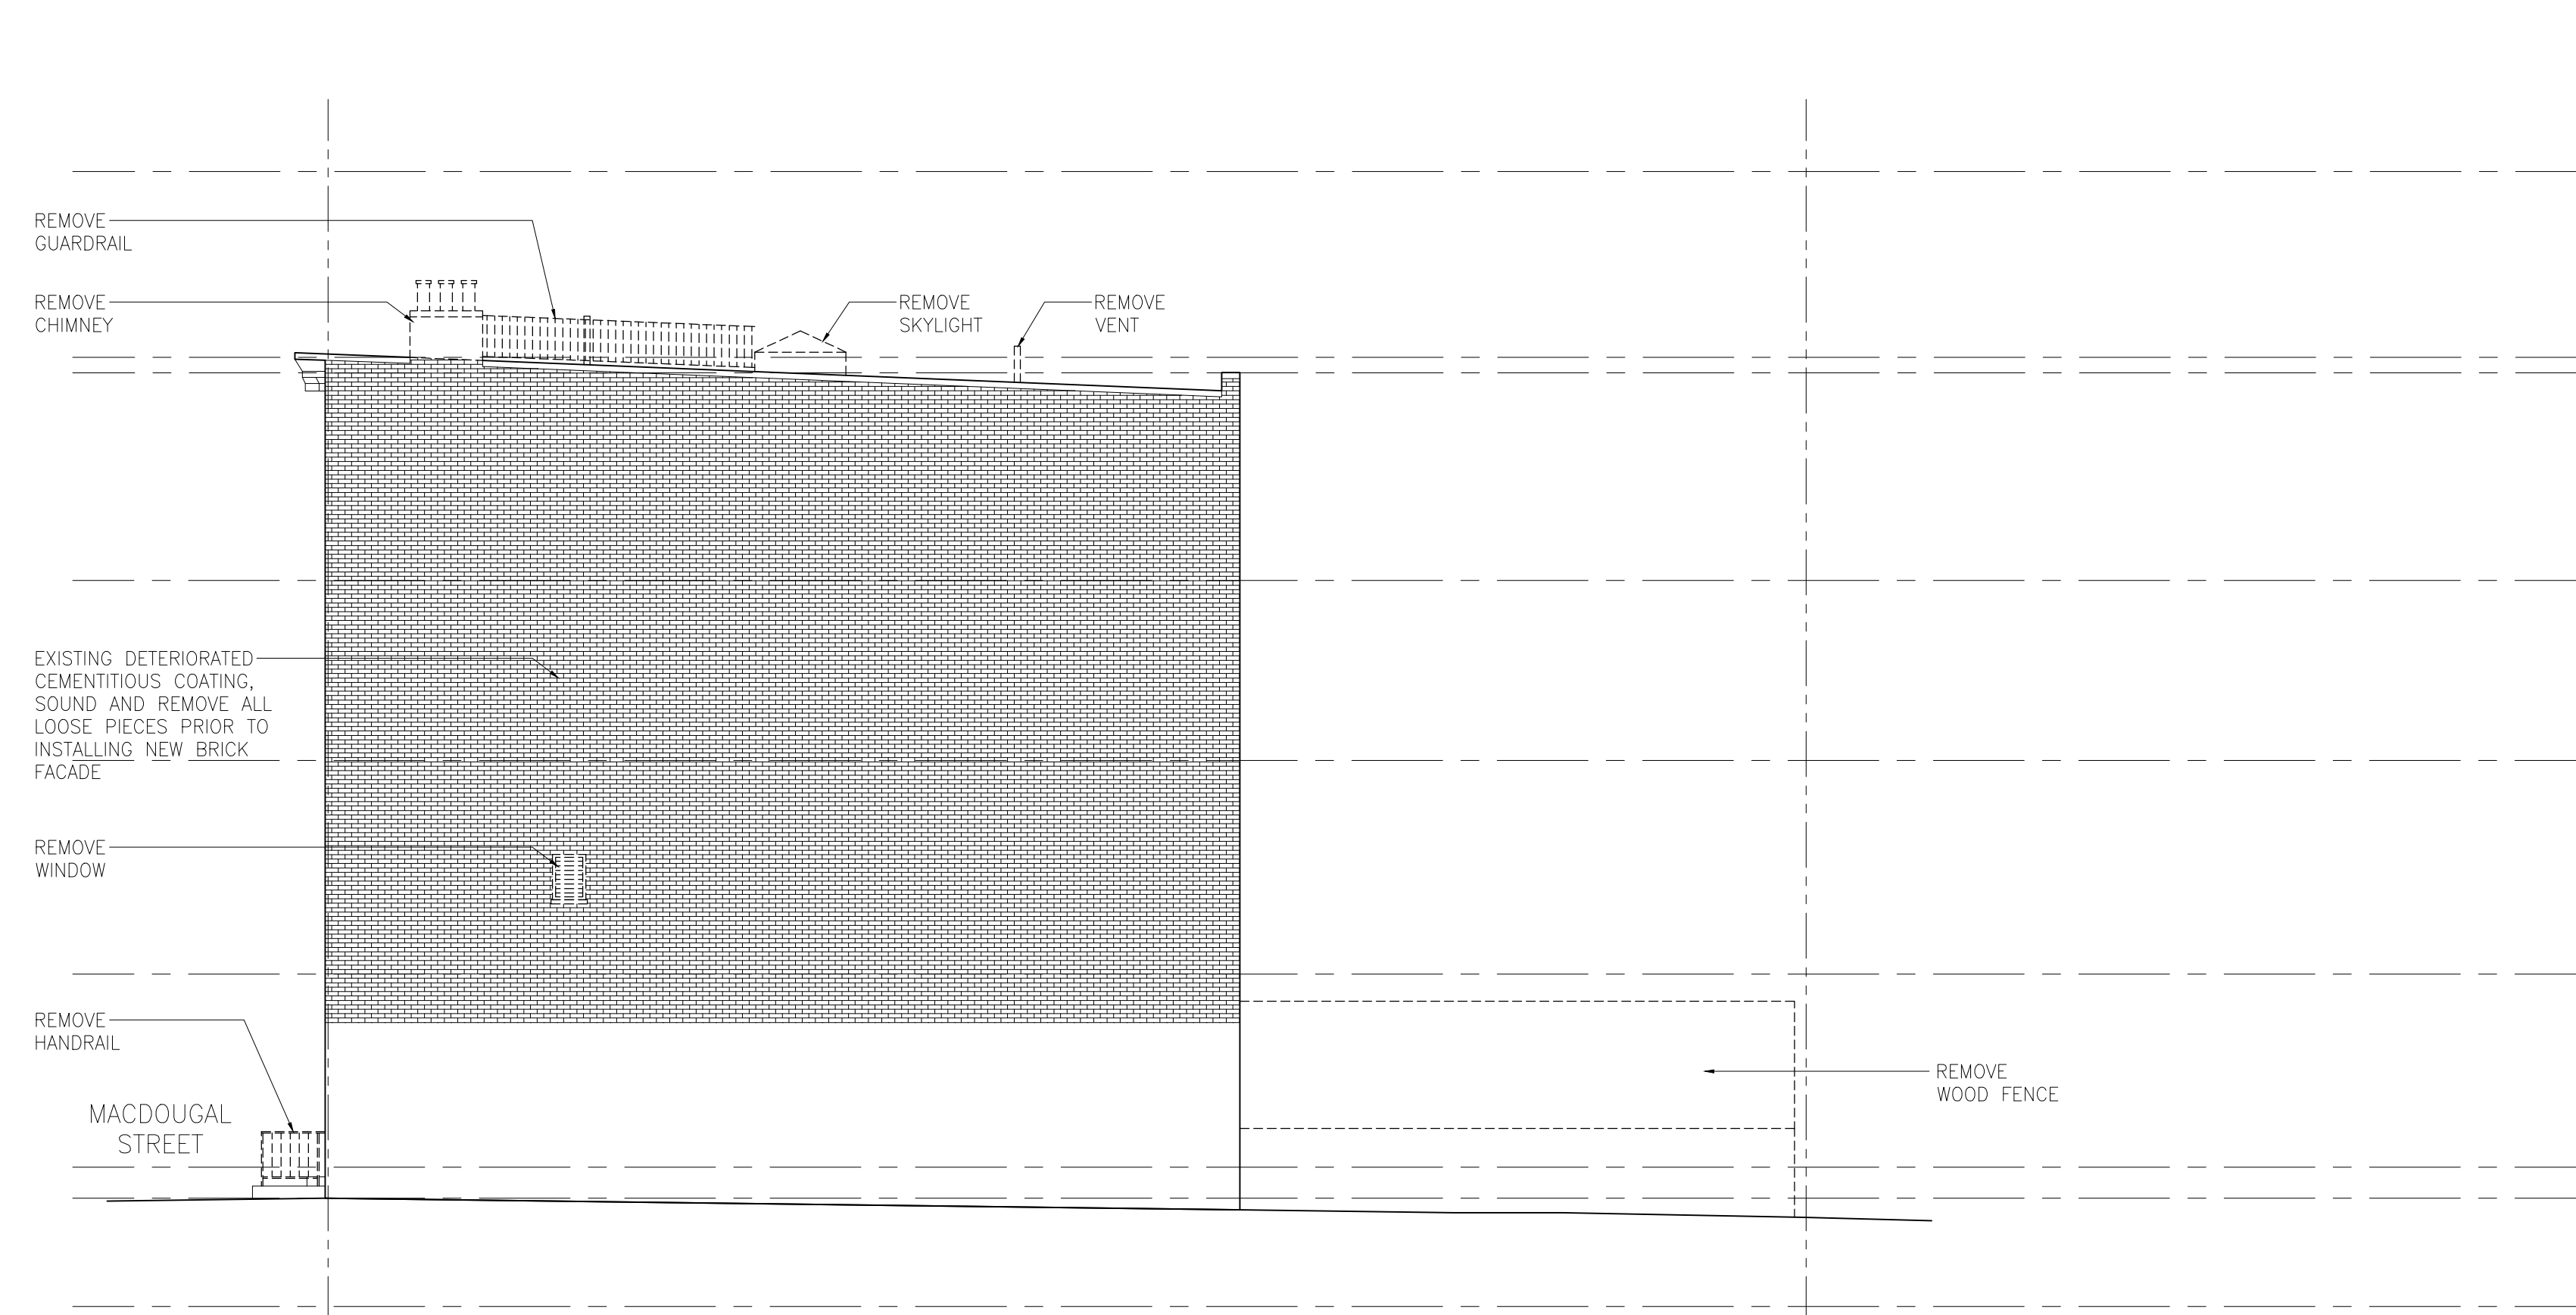 REMOVE
GUARDRAIL
REMOVE
CHIMNEY
REMOVE
SKYLIGHT
REMOVE
VENT
EXISTING DETERIORATED
CEMENTITIOUS COATING,
SOUND AND REMOVE ALL
LOOSE PIECES PRIOR TO
INSTALLING NEW BRICK
FACADE
REMOVE
WINDOW
REMOVE
HANDRAIL
REMOVE
WOOD FENCE
MACDOUGAL
STREET